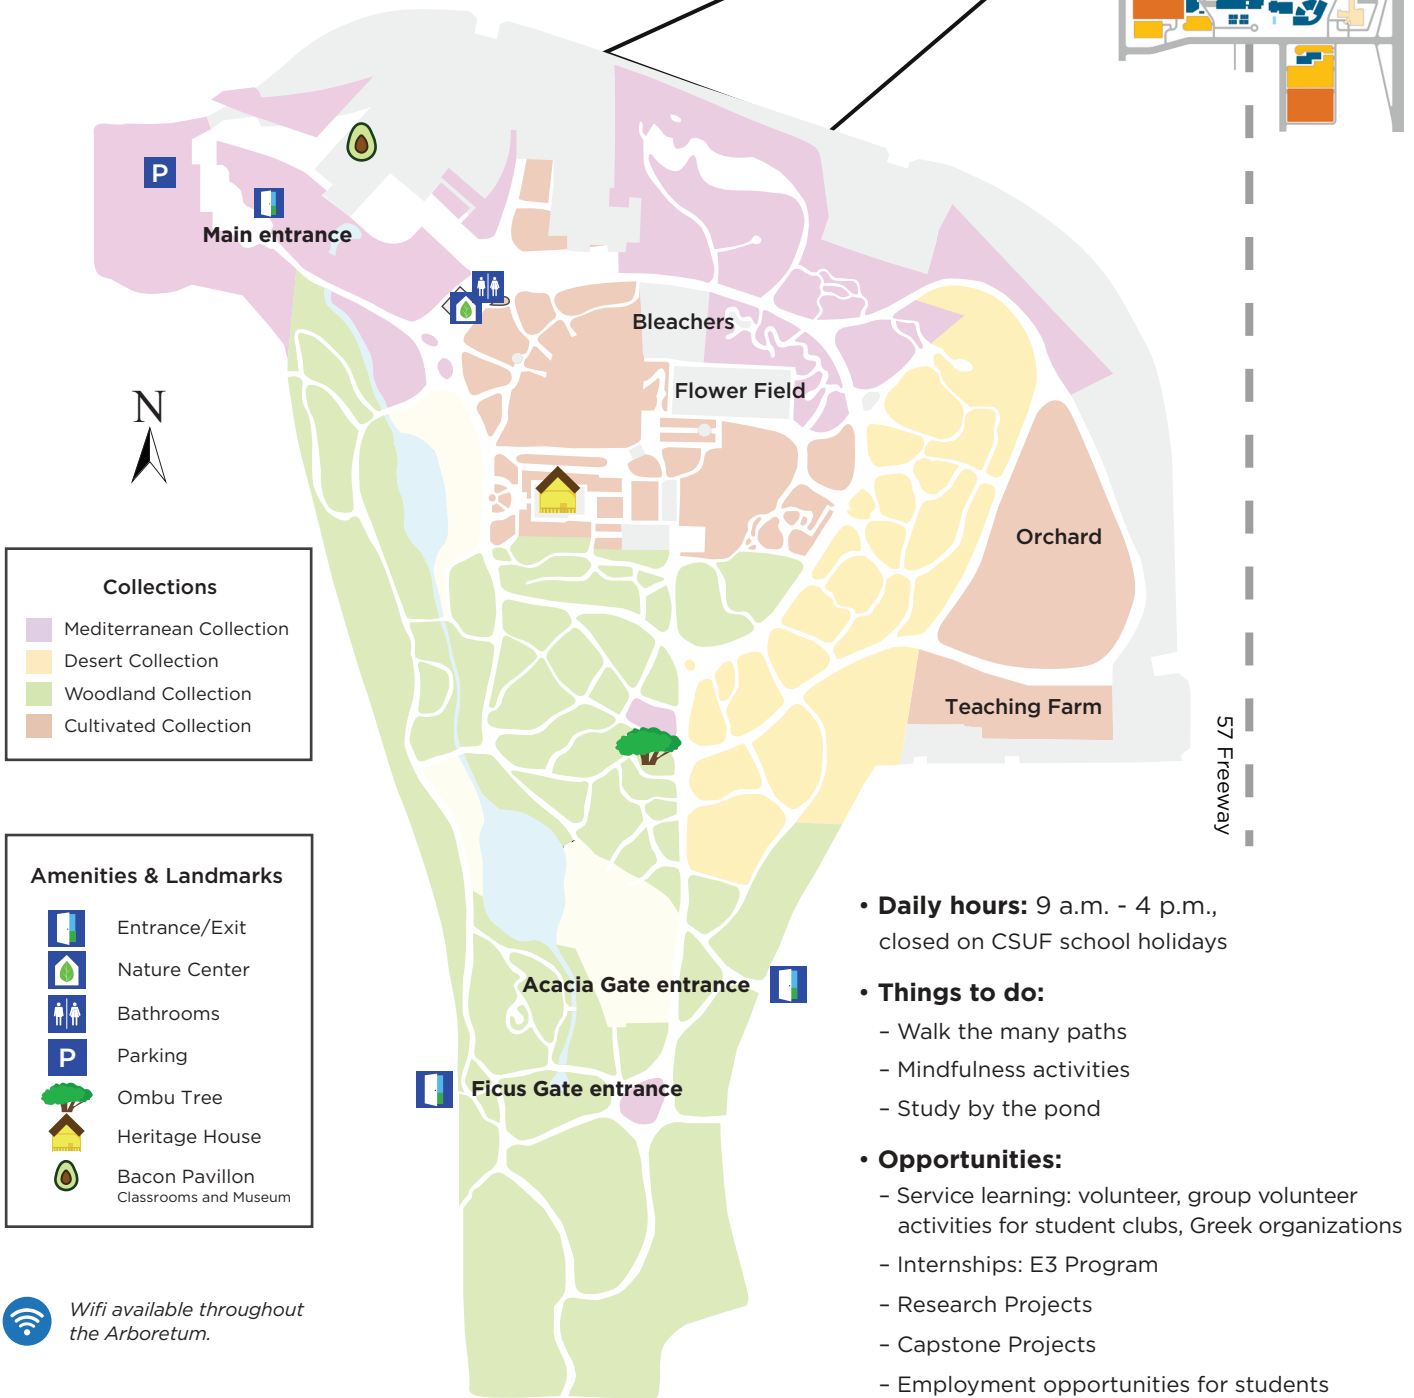 P
Main entrance
Bleachers
Flower Field
N
Orchard
Collections
Mediterranean Collection
Desert Collection
Woodland Collection
Cultivated Collection
Teaching Farm
57 Freeway
Amenities & Landmarks
Entrance/Exit
Nature Center
Bathrooms
P Parking
Ombu Tree
Heritage House
Bacon Pavillon
Classrooms and Museum
Acacia Gate entrance
Ficus Gate entrance
Wifi available throughout
the Arboretum.
• Daily hours: 9 a.m. - 4 p.m.,
closed on CSUF school holidays
• Things to do:
– Walk the many paths
– Mindfulness activities
– Study by the pond
• Opportunities:
– Service learning: volunteer, group volunteer
activities for student clubs, Greek organizations
– Internships: E3 Program
– Research Projects
– Capstone Projects
– Employment opportunities for students